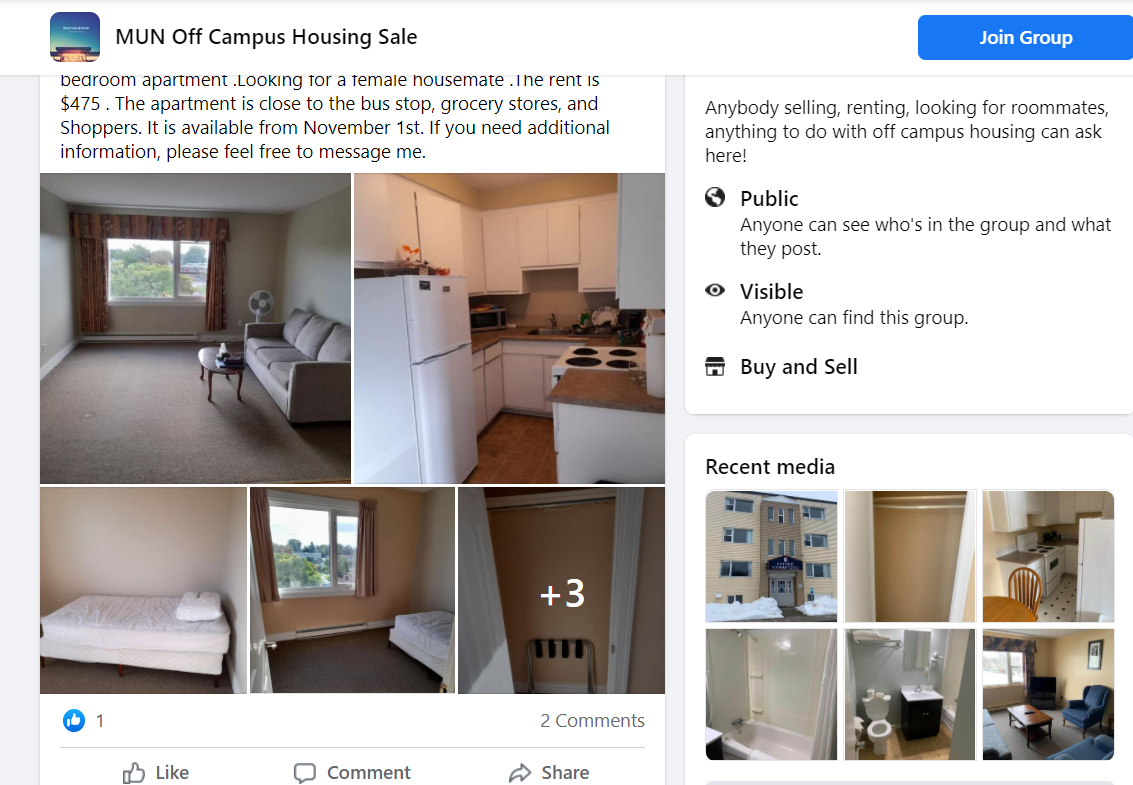 MUN Off Campus Housing Sale
Join Group
bedroom apartment .Looking for a female housemate .The rent is
$475 . The apartment is close to the bus stop, grocery stores, and
Shoppers. It is available from November 1st. If you need additional
information, please feel free to message me.
+3
1
2 Comments
Like
Comment
Share
Anybody selling, renting, looking for roommates,
anything to do with off campus housing can ask
here!
Public
Anyone can see who's in the group and what
they post.
Visible
Anyone can find this group.
Buy and Sell
Recent media